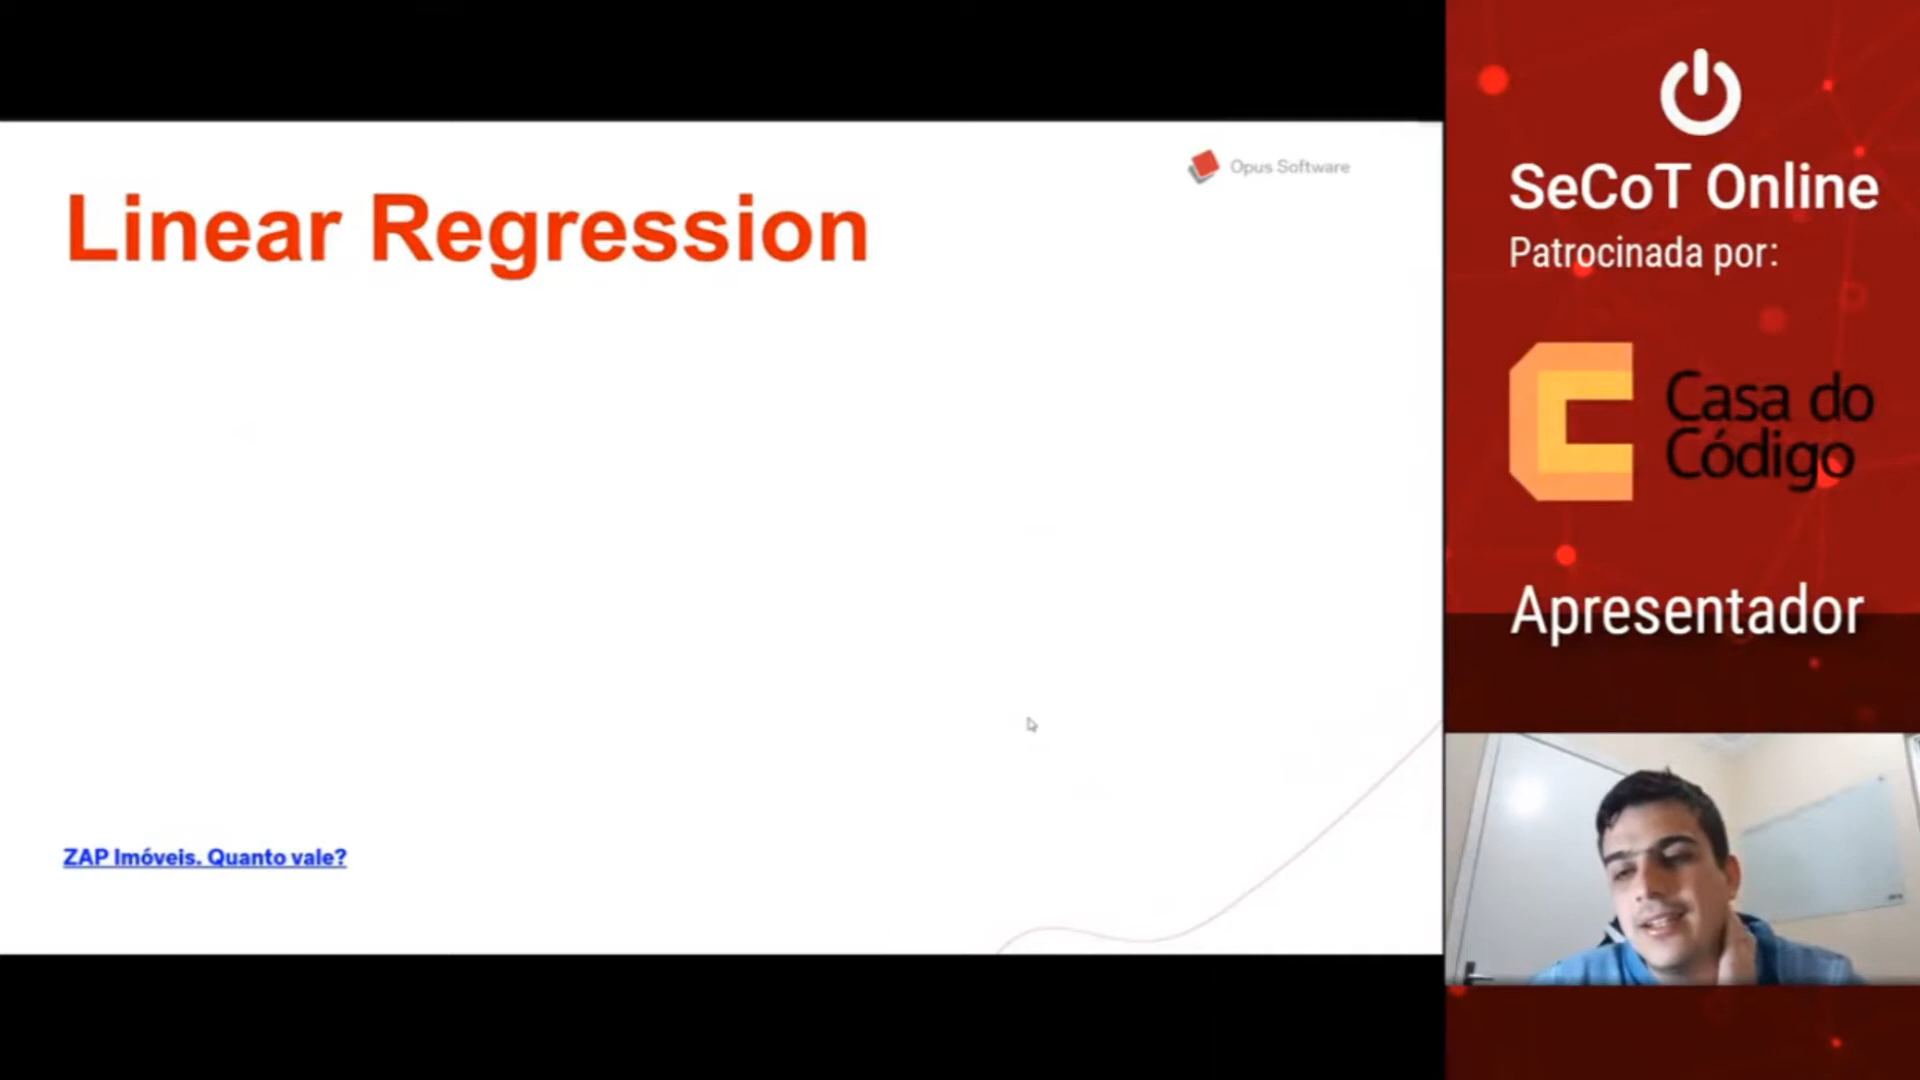 Opus Software
Linear Regression
ZAP Imóveis. Quanto vale?
SeCoT Online
Patrocinada por:
Casa do
Código
Apresentador